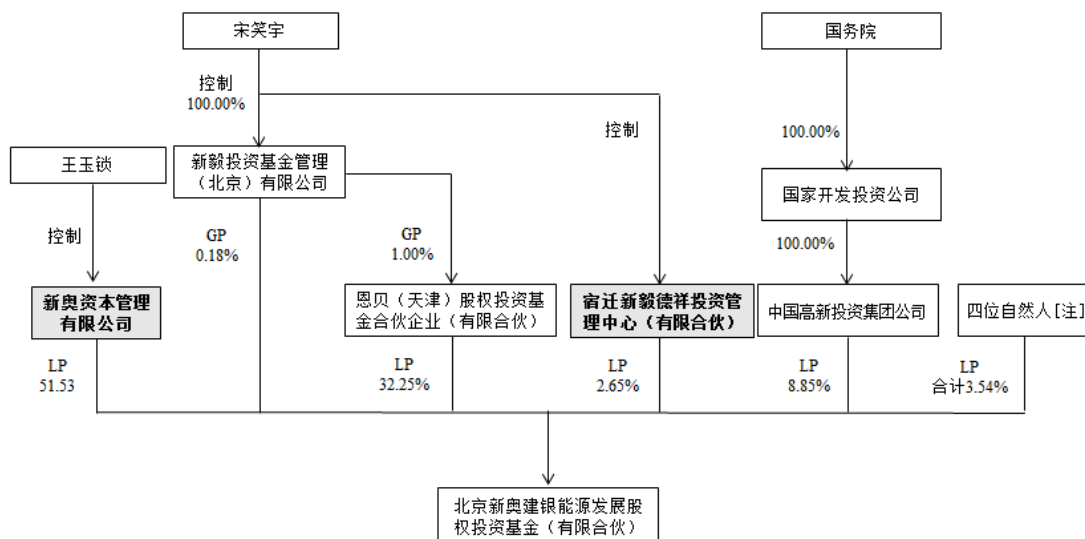 宋笑宇
国务院
控制
100.00%
控制
100.00%
王玉锁
新毅投资基金管理
（北京）有限公司
国家开发投资公司
控制
GP
0.18%
GP
1.00%
100.00%
新奥资本管理
有限公司
恩贝（天津）股权投资基
金合伙企业（有限合伙）
宿迁新毅德祥投资管
理中心（有限合伙）
中国高新投资集团公司
四位自然人[注]
LP
51.53
LP
32.25%
LP
2.65%
LP
8.85%
LP
合计3.54%
北京新奥建银能源发展股
权投资基金（有限合伙）